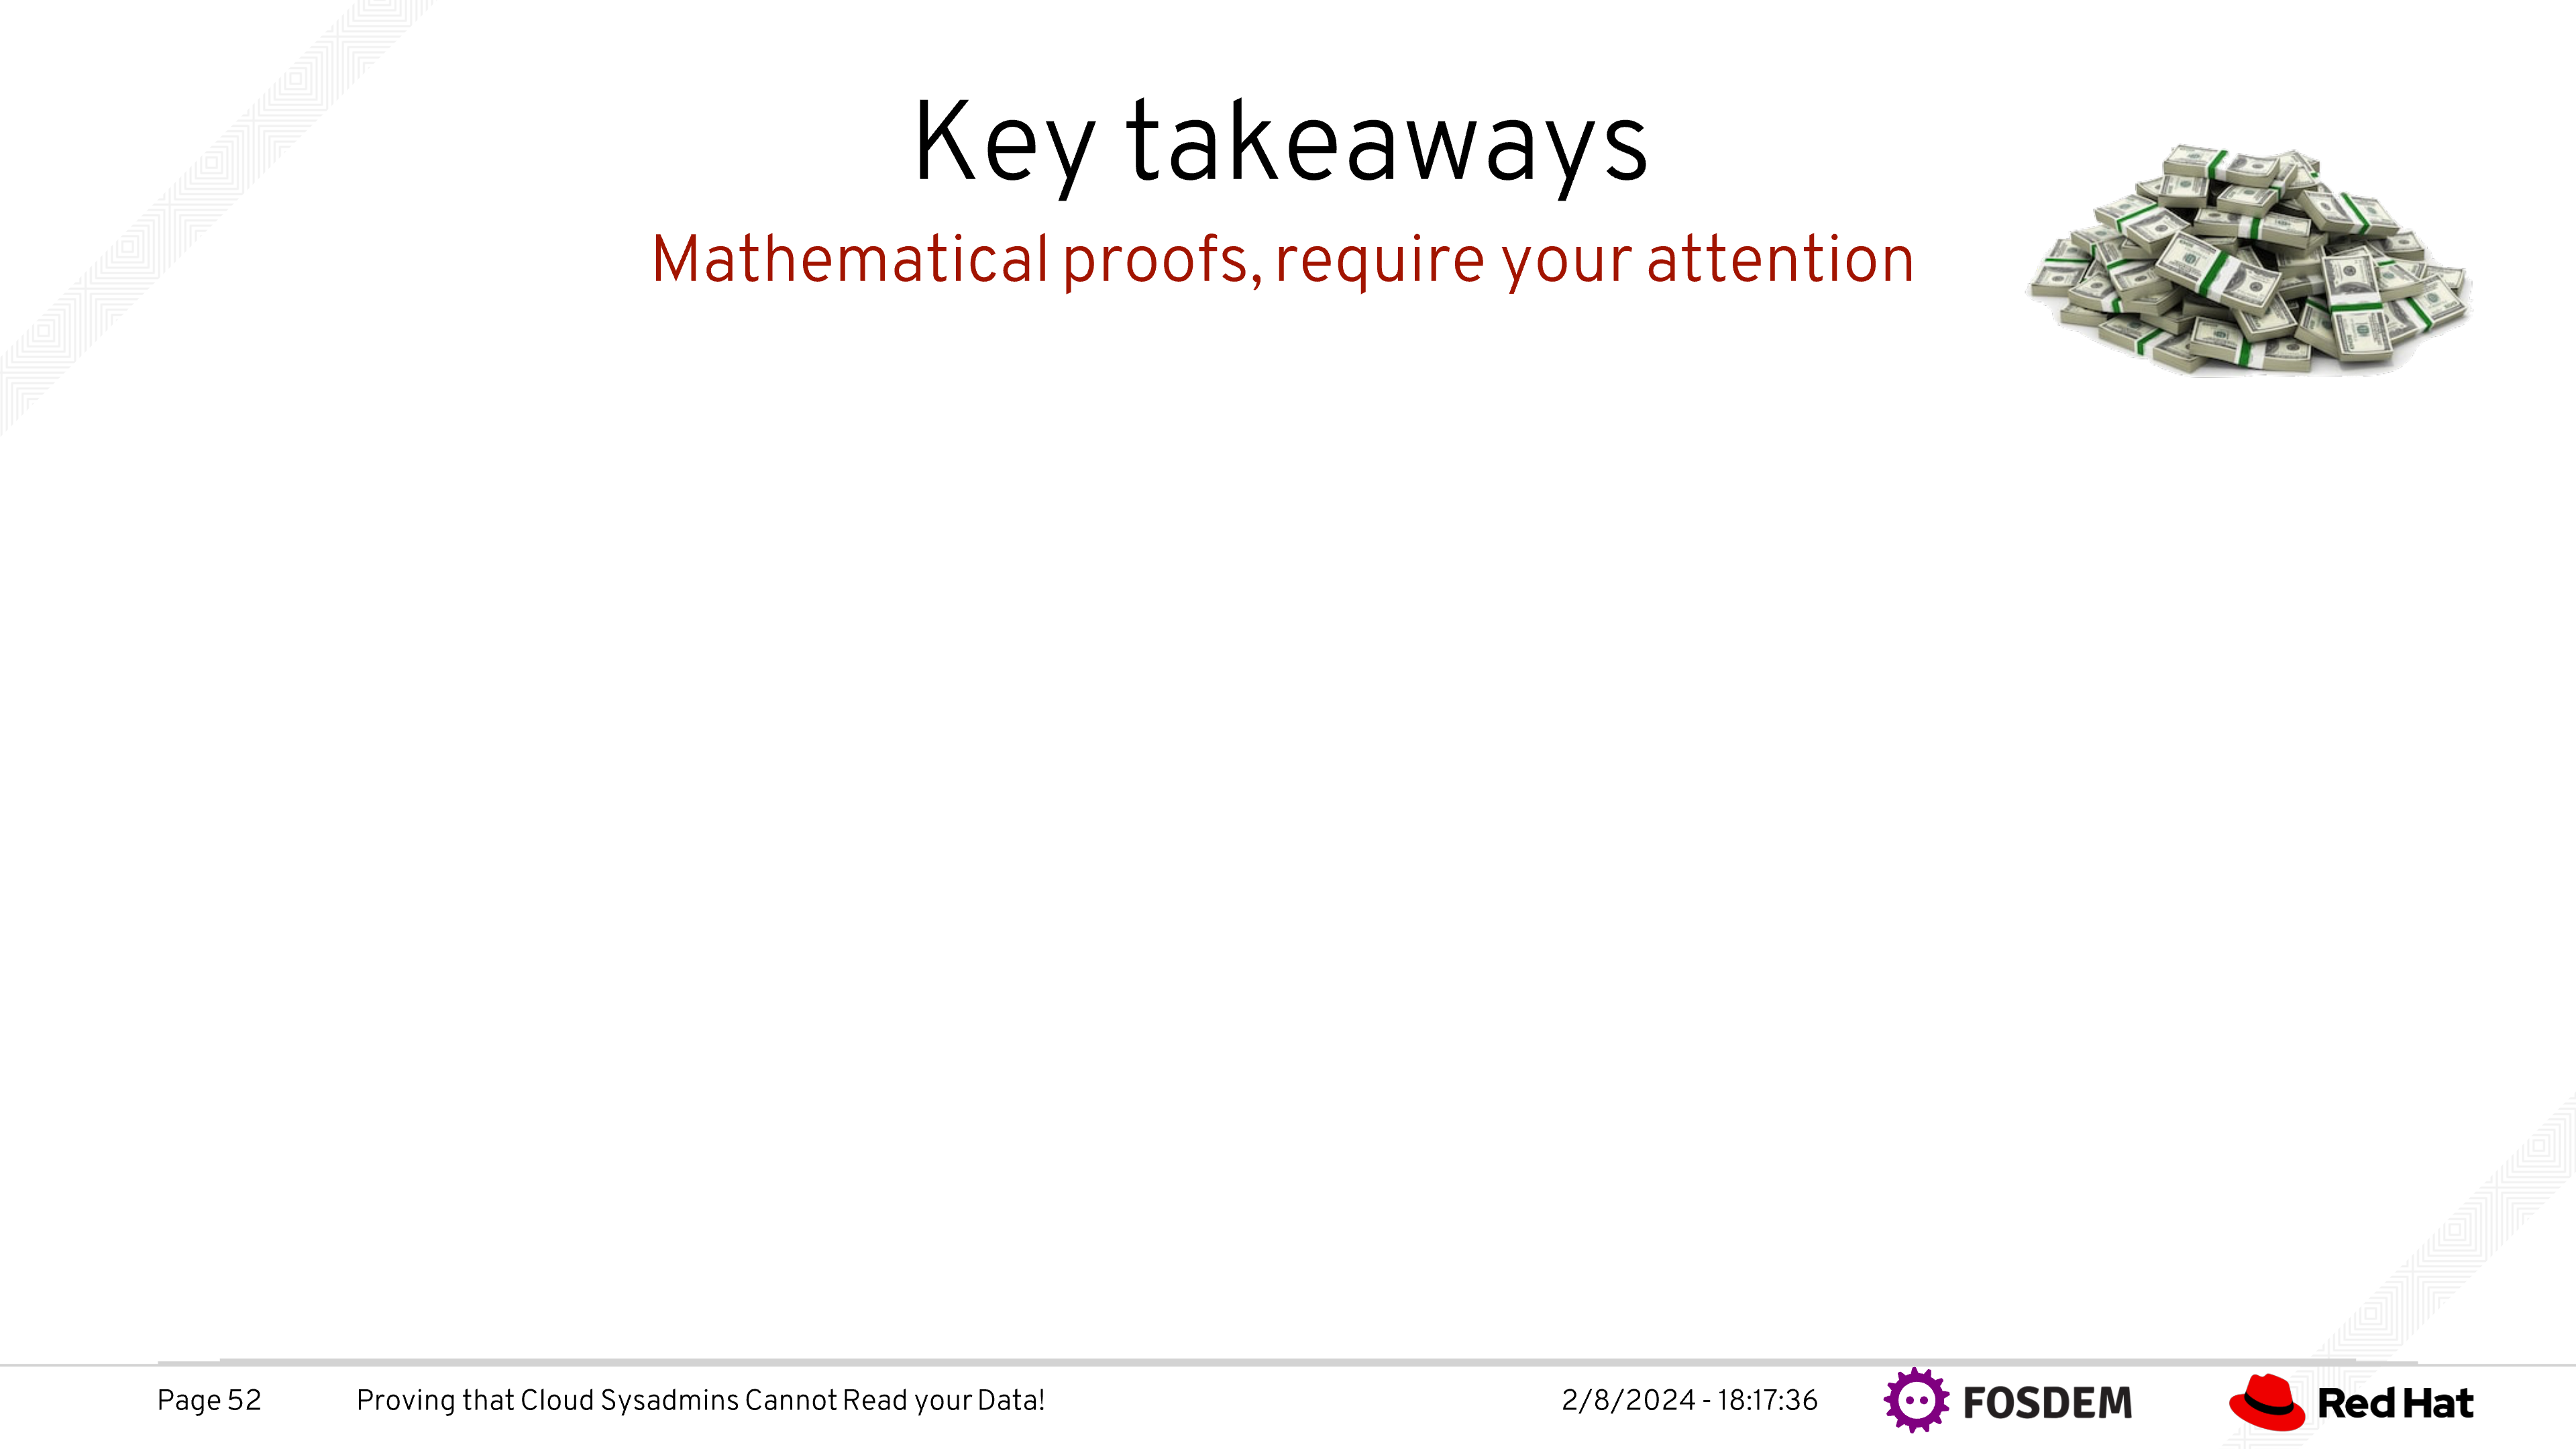 Key takeaways
Mathematical proofs, require your attention
Page 52
Proving that Cloud Sysadmins Cannot Read your Data!
2/8/2024 - 18:17:36
FOSDEM
Red Hat